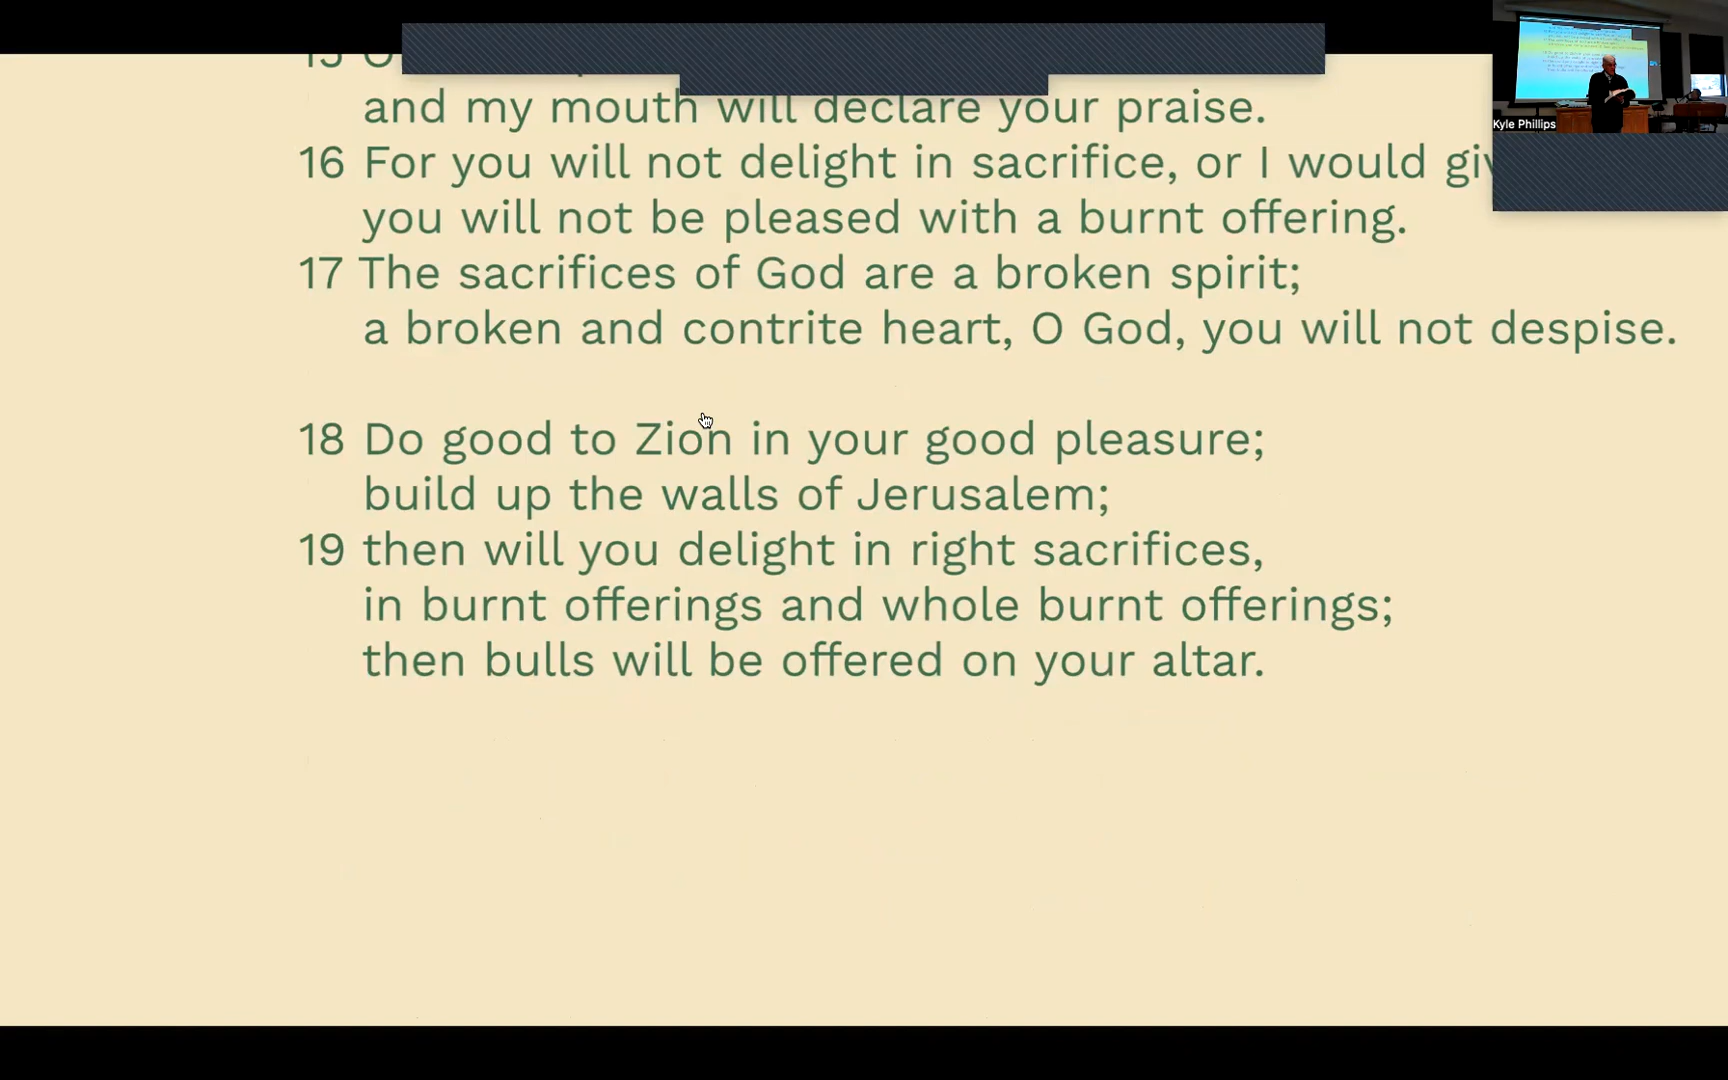 and my mouth will declare your praise.
Kyle Phillips
16 For you will not delight in sacrifice, or I would
you will not be pleased with a burnt offering.
17 The sacrifices of God are a broken spirit;
a broken and contrite heart, O God, you will not despise.
18 Do good to Zion in your good pleasure;
build up the walls of Jerusalem;
19 then will you delight in right sacrifices,
in burnt offerings and whole burnt offerings;
then bulls will be offered on your altar.